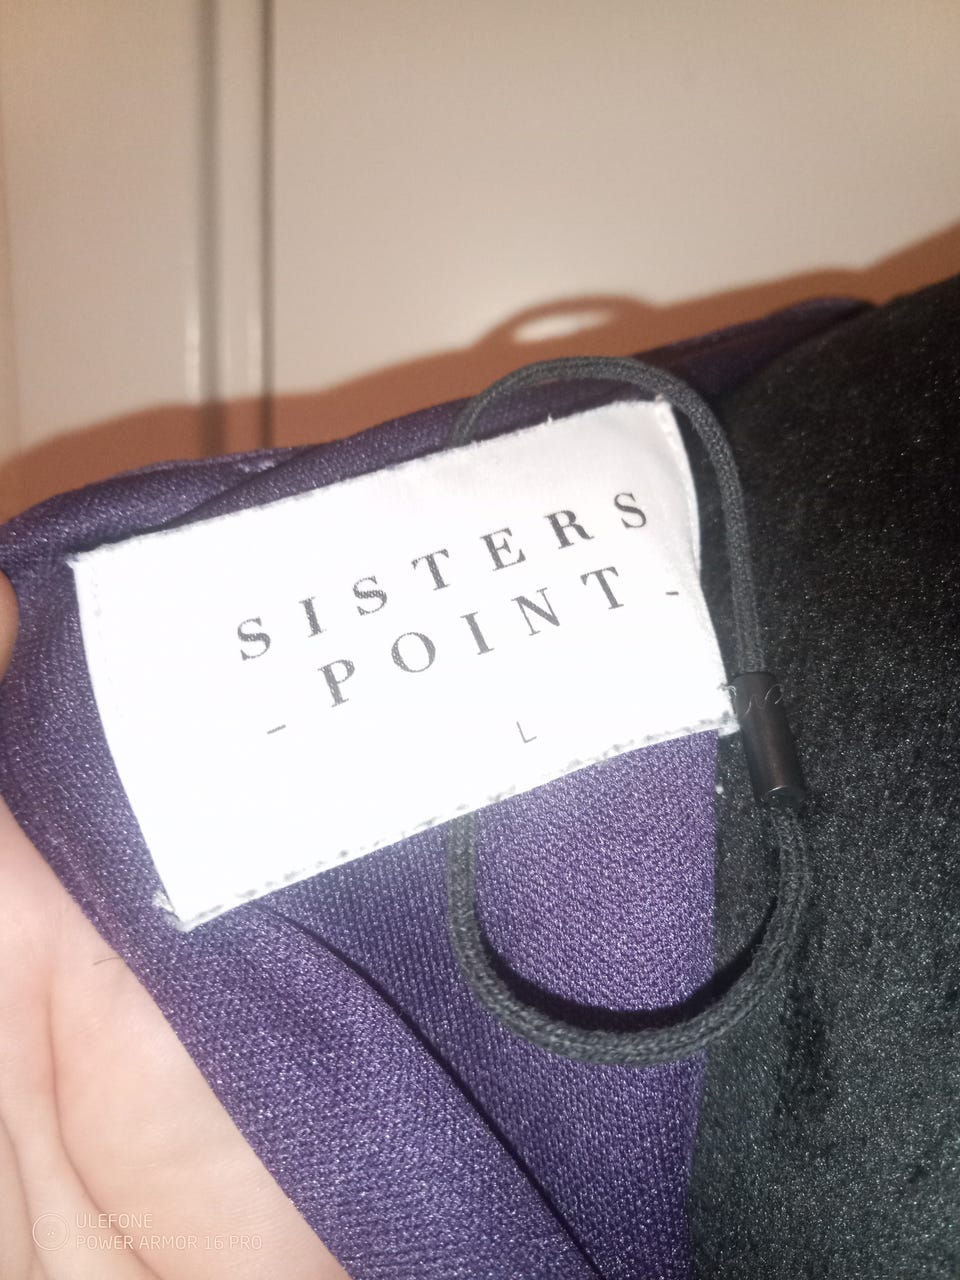 SISTERS
- POINT -
L
ULEFONE
POWER ARMOR 16 PRO